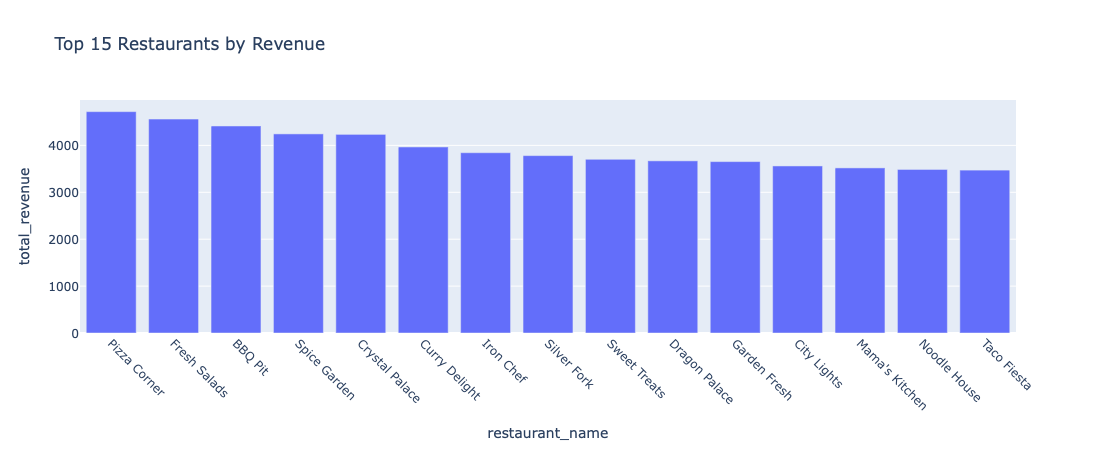 Top 15 Restaurants by Revenue
total_revenue
4000
3000
2000
1000
0
Pizza Corner
Fresh Salads
BBQ Pit
Spice Garden
Crystal Palace
Curry Delight
Iron Chef
Silver Fork
Sweet Treats
Dragon Palace
Garden Fresh
City Lights
Mama's Kitchen
Noodle House
Taco Fiesta
restaurant_name